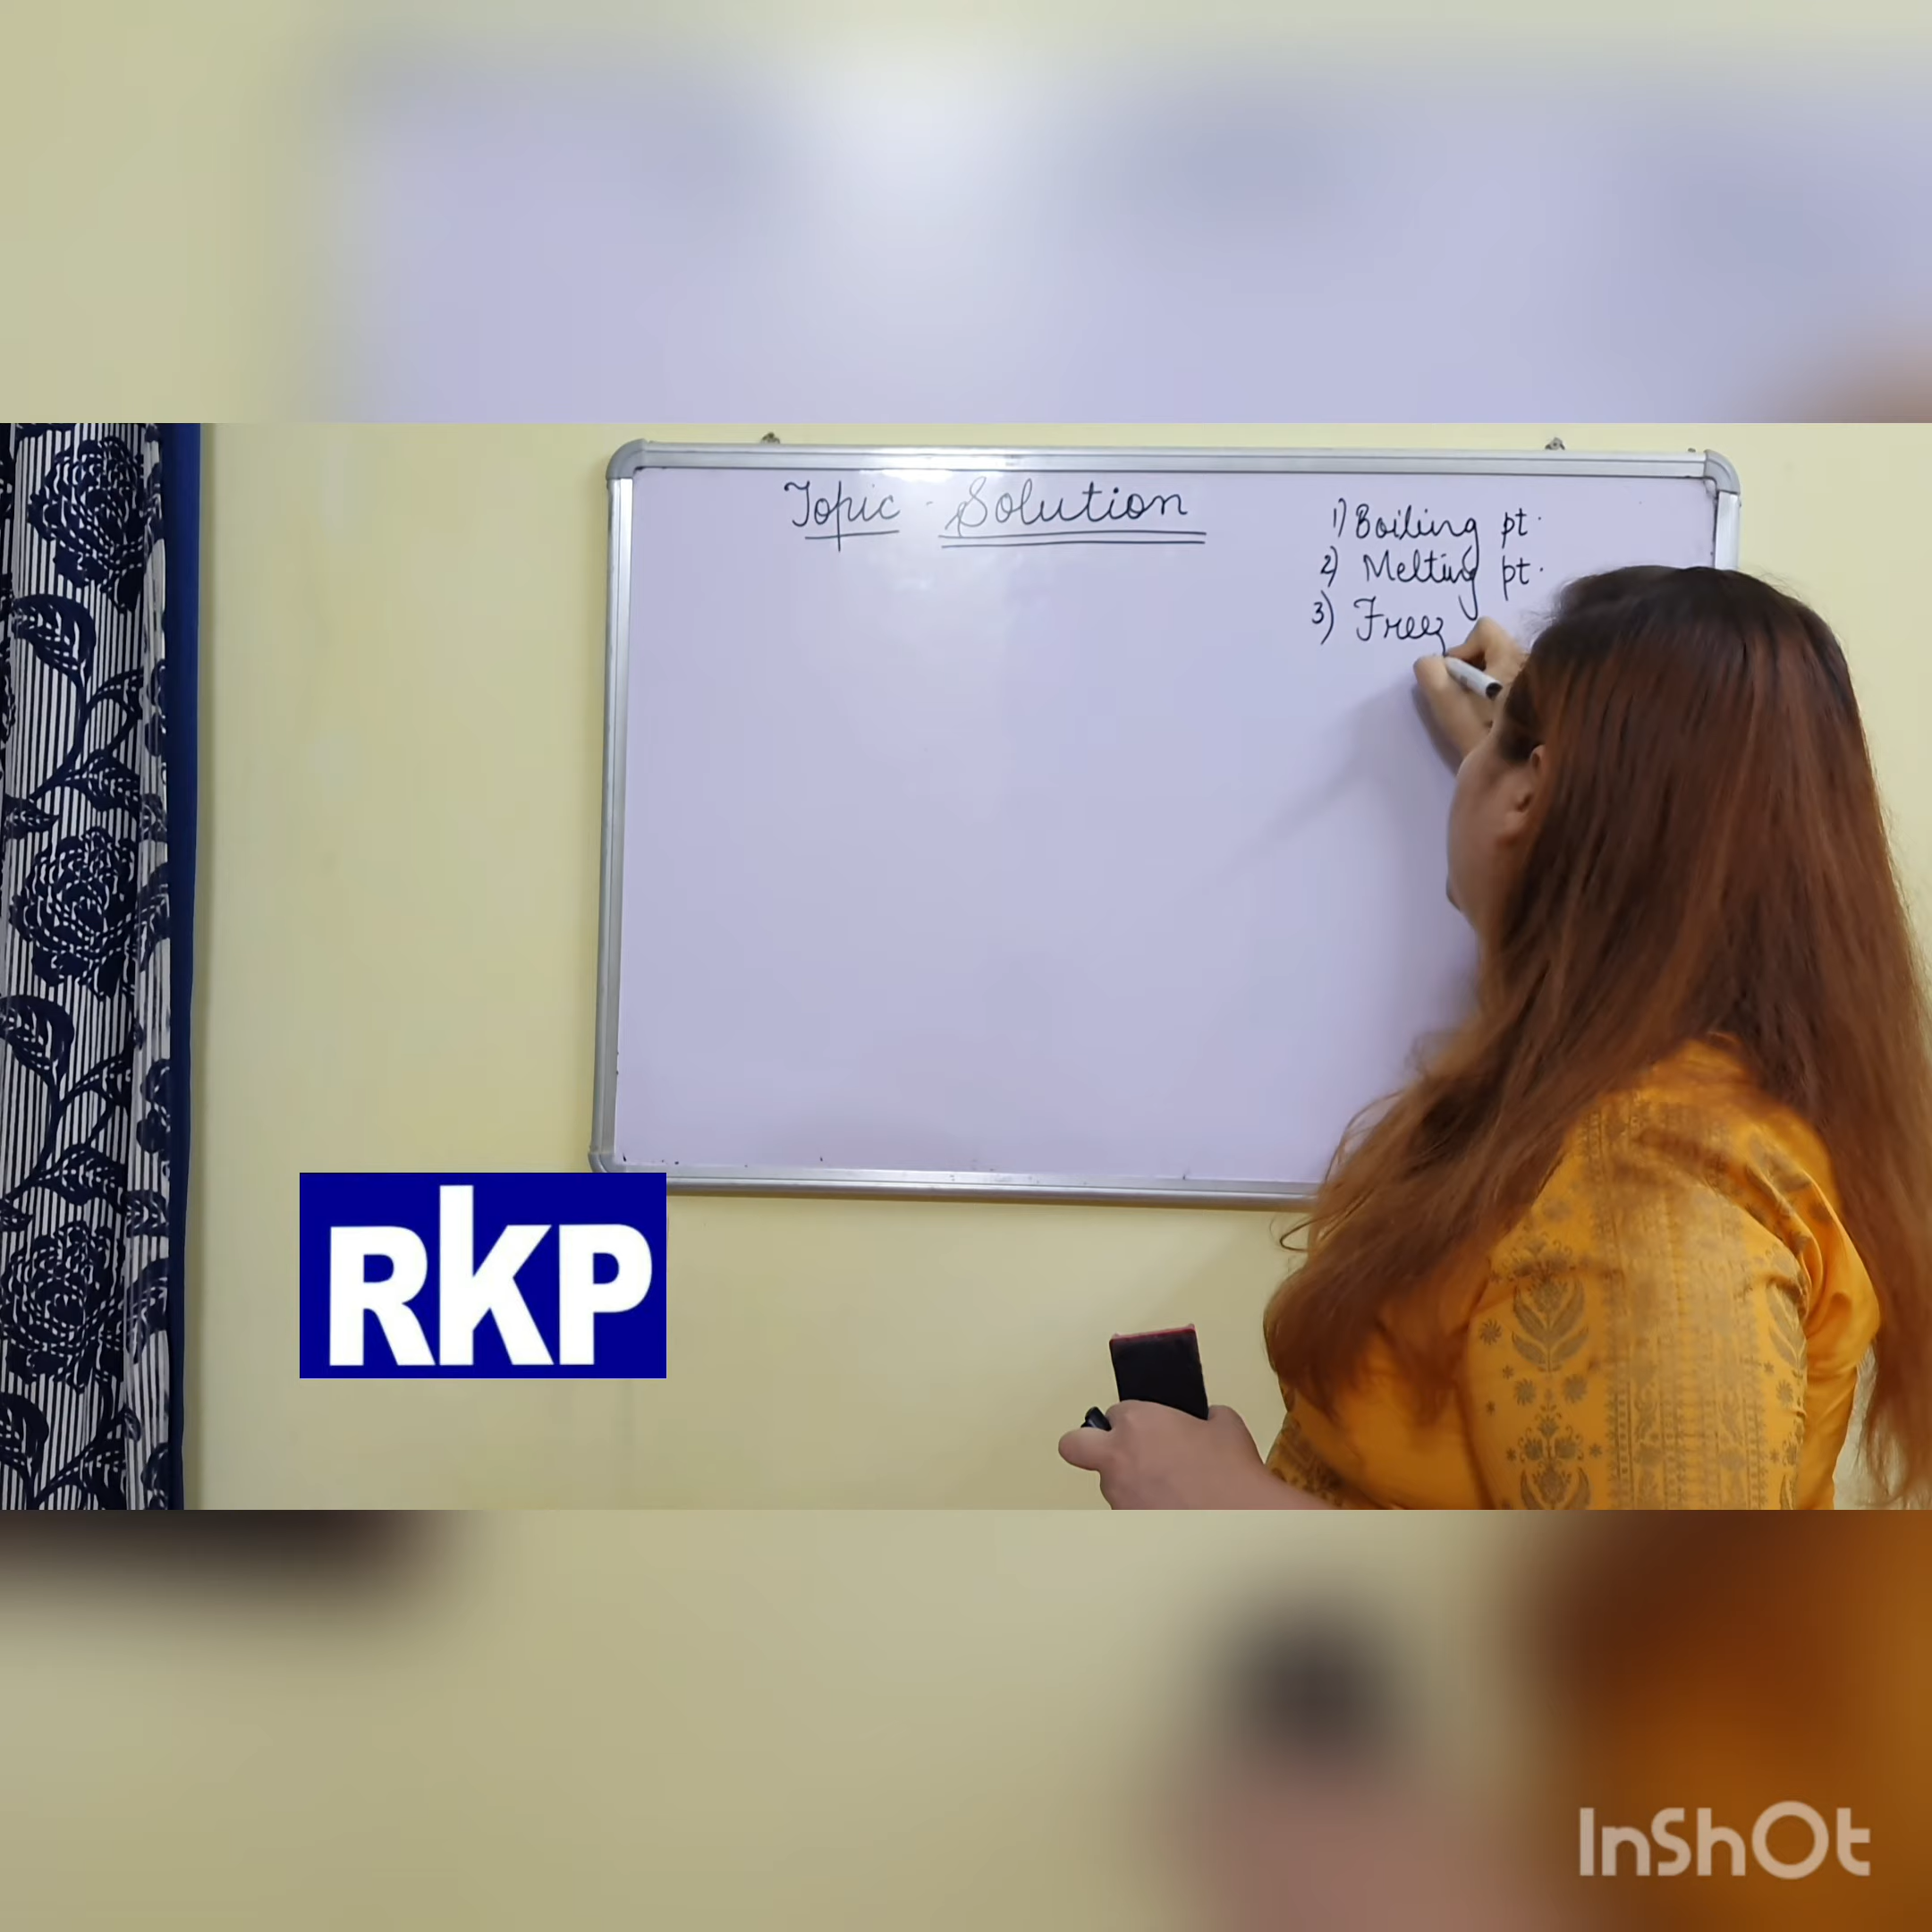 Topic - Solution
1) Boiling pt.
2) Melting pt.
3) Freez
RKP
InShOt